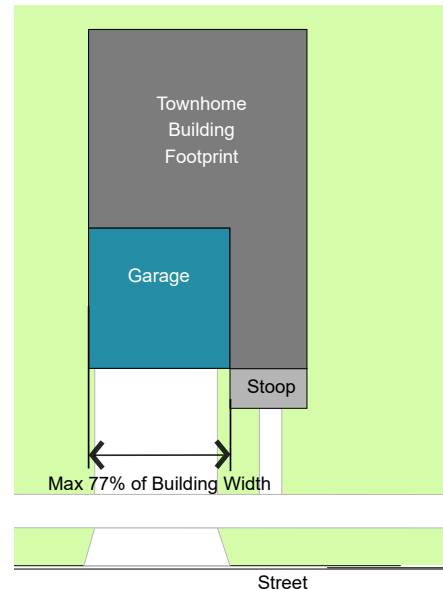 Townhome
Building
Footprint
Garage
Stoop
Max 77% of Building Width
Street